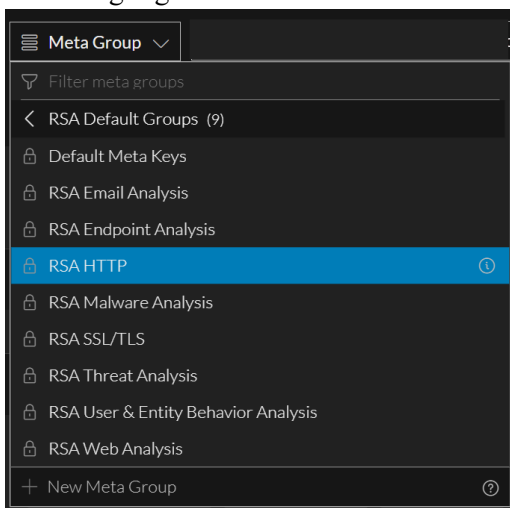 Meta Group
Filter meta groups
RSA Default Groups (9)
Default Meta Keys
RSA Email Analysis
RSA Endpoint Analysis
RSA HTTP
RSA Malware Analysis
RSA SSL/TLS
RSA Threat Analysis
RSA User & Entity Behavior Analysis
RSA Web Analysis
New Meta Group